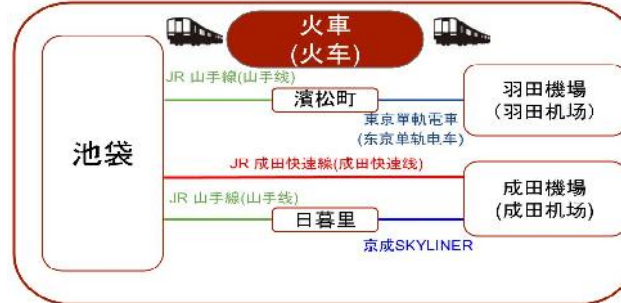 火車
(火车)
JR 山手線(山手线)
濱松町
東京單軌電車
(东京单轨电车)
羽田機場
(羽田机场)
池袋
JR 成田快速線(成田快速线)
JR 山手線(山手线)
日暮里
京成SKYLINER
成田機場
(成田机场)